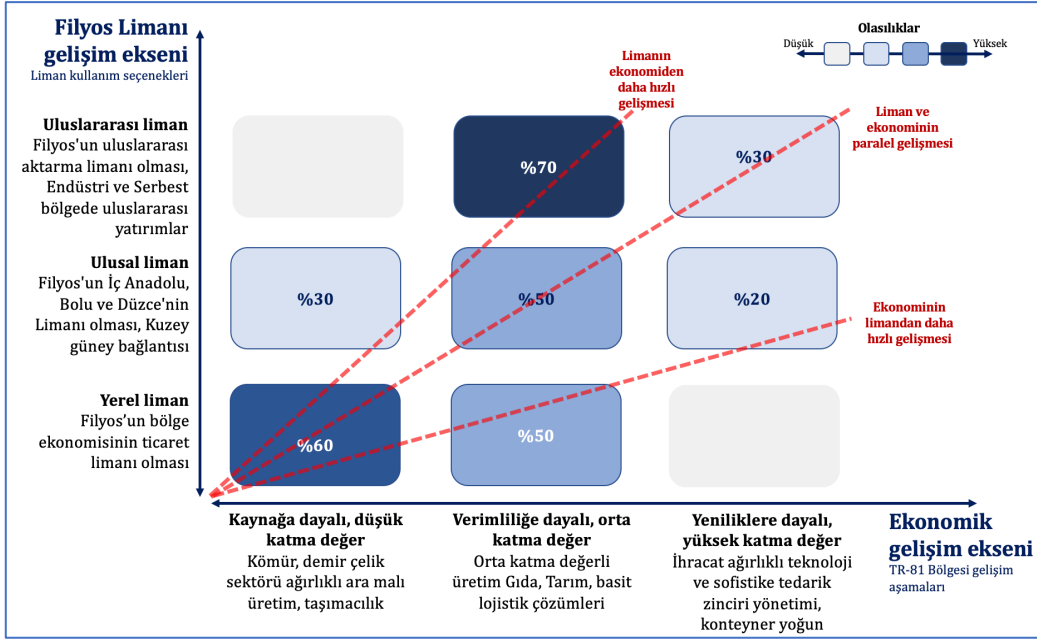 Filyos Limanı
gelişim ekseni
Liman kullanım seçenekleri
Olasılıklar
Düşük
Yüksek
Limanın
ekonomiden
daha hızlı
gelişmesi
Liman ve
ekonominin
paralel gelişmesi
Uluslararası liman
Filyos'un uluslararası
aktarma limanı olması,
Endüstri ve Serbest
bölgede uluslararası
yatırımlar
%70
%30
Ulusal liman
Filyos'un İç Anadolu,
Bolu ve Düzce'nin
Limanı olması, Kuzey
güney bağlantısı
%30
%50
%20
Ekonominin
limandan daha
hızlı gelişmesi
Yerel liman
Filyos’un bölge
ekonomisinin ticaret
limanı olması
%60
%50
Kaynağa dayalı, düşük
katma değer
Kömür, demir çelik
sektörü ağırlıklı ara malı
üretim, taşımacılık
Verimliliğe dayalı, orta
katma değer
Orta katma değerli
üretim Gıda, Tarım, basit
lojistik çözümleri
Yeniliklere dayalı,
yüksek katma değer
İhracat ağırlıklı teknoloji
ve sofistike tedarik
zinciri yönetimi,
konteyner yoğun
Ekonomik
gelişim ekseni
TR-81 Bölgesi gelişim
aşamaları